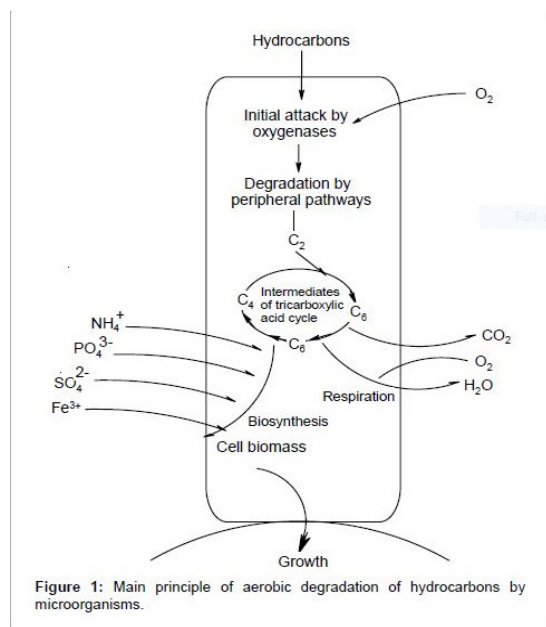 Hydrocarbons
O₂
Initial attack by
oxygenases
Degradation by
peripheral pathways
C₂
Intermediates
of tricarboxylic
acid cycle
C₄
C₆
C₆
NH₄⁺
PO₄³⁻
SO₄²⁻
Fe³⁺
CO₂
O₂
H₂O
Respiration
Biosynthesis
Cell biomass
Growth
Figure 1: Main principle of aerobic degradation of hydrocarbons by
microorganisms.